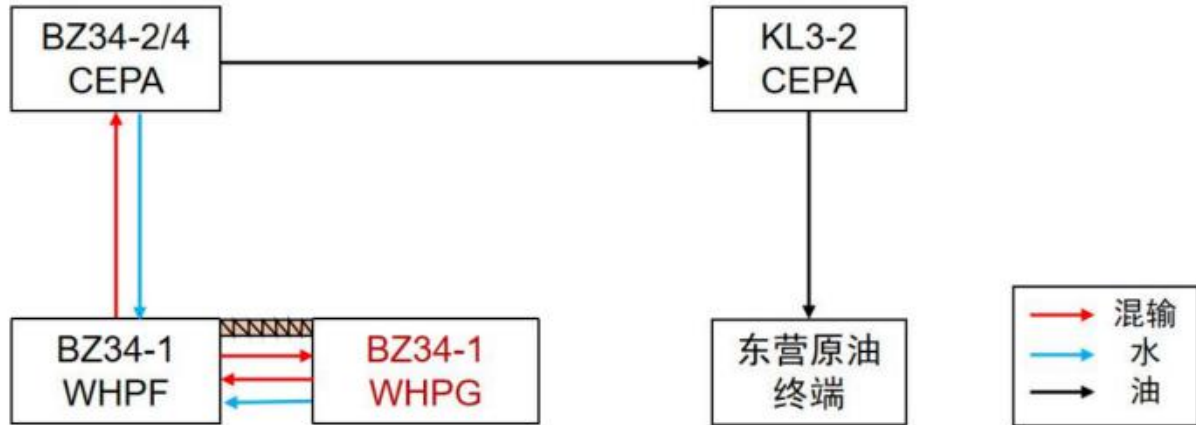 BZ34-2/4
CEPA
KL3-2
CEPA
BZ34-1
WHPF
BZ34-1
WHPG
东营原油
终端
混输
水
油